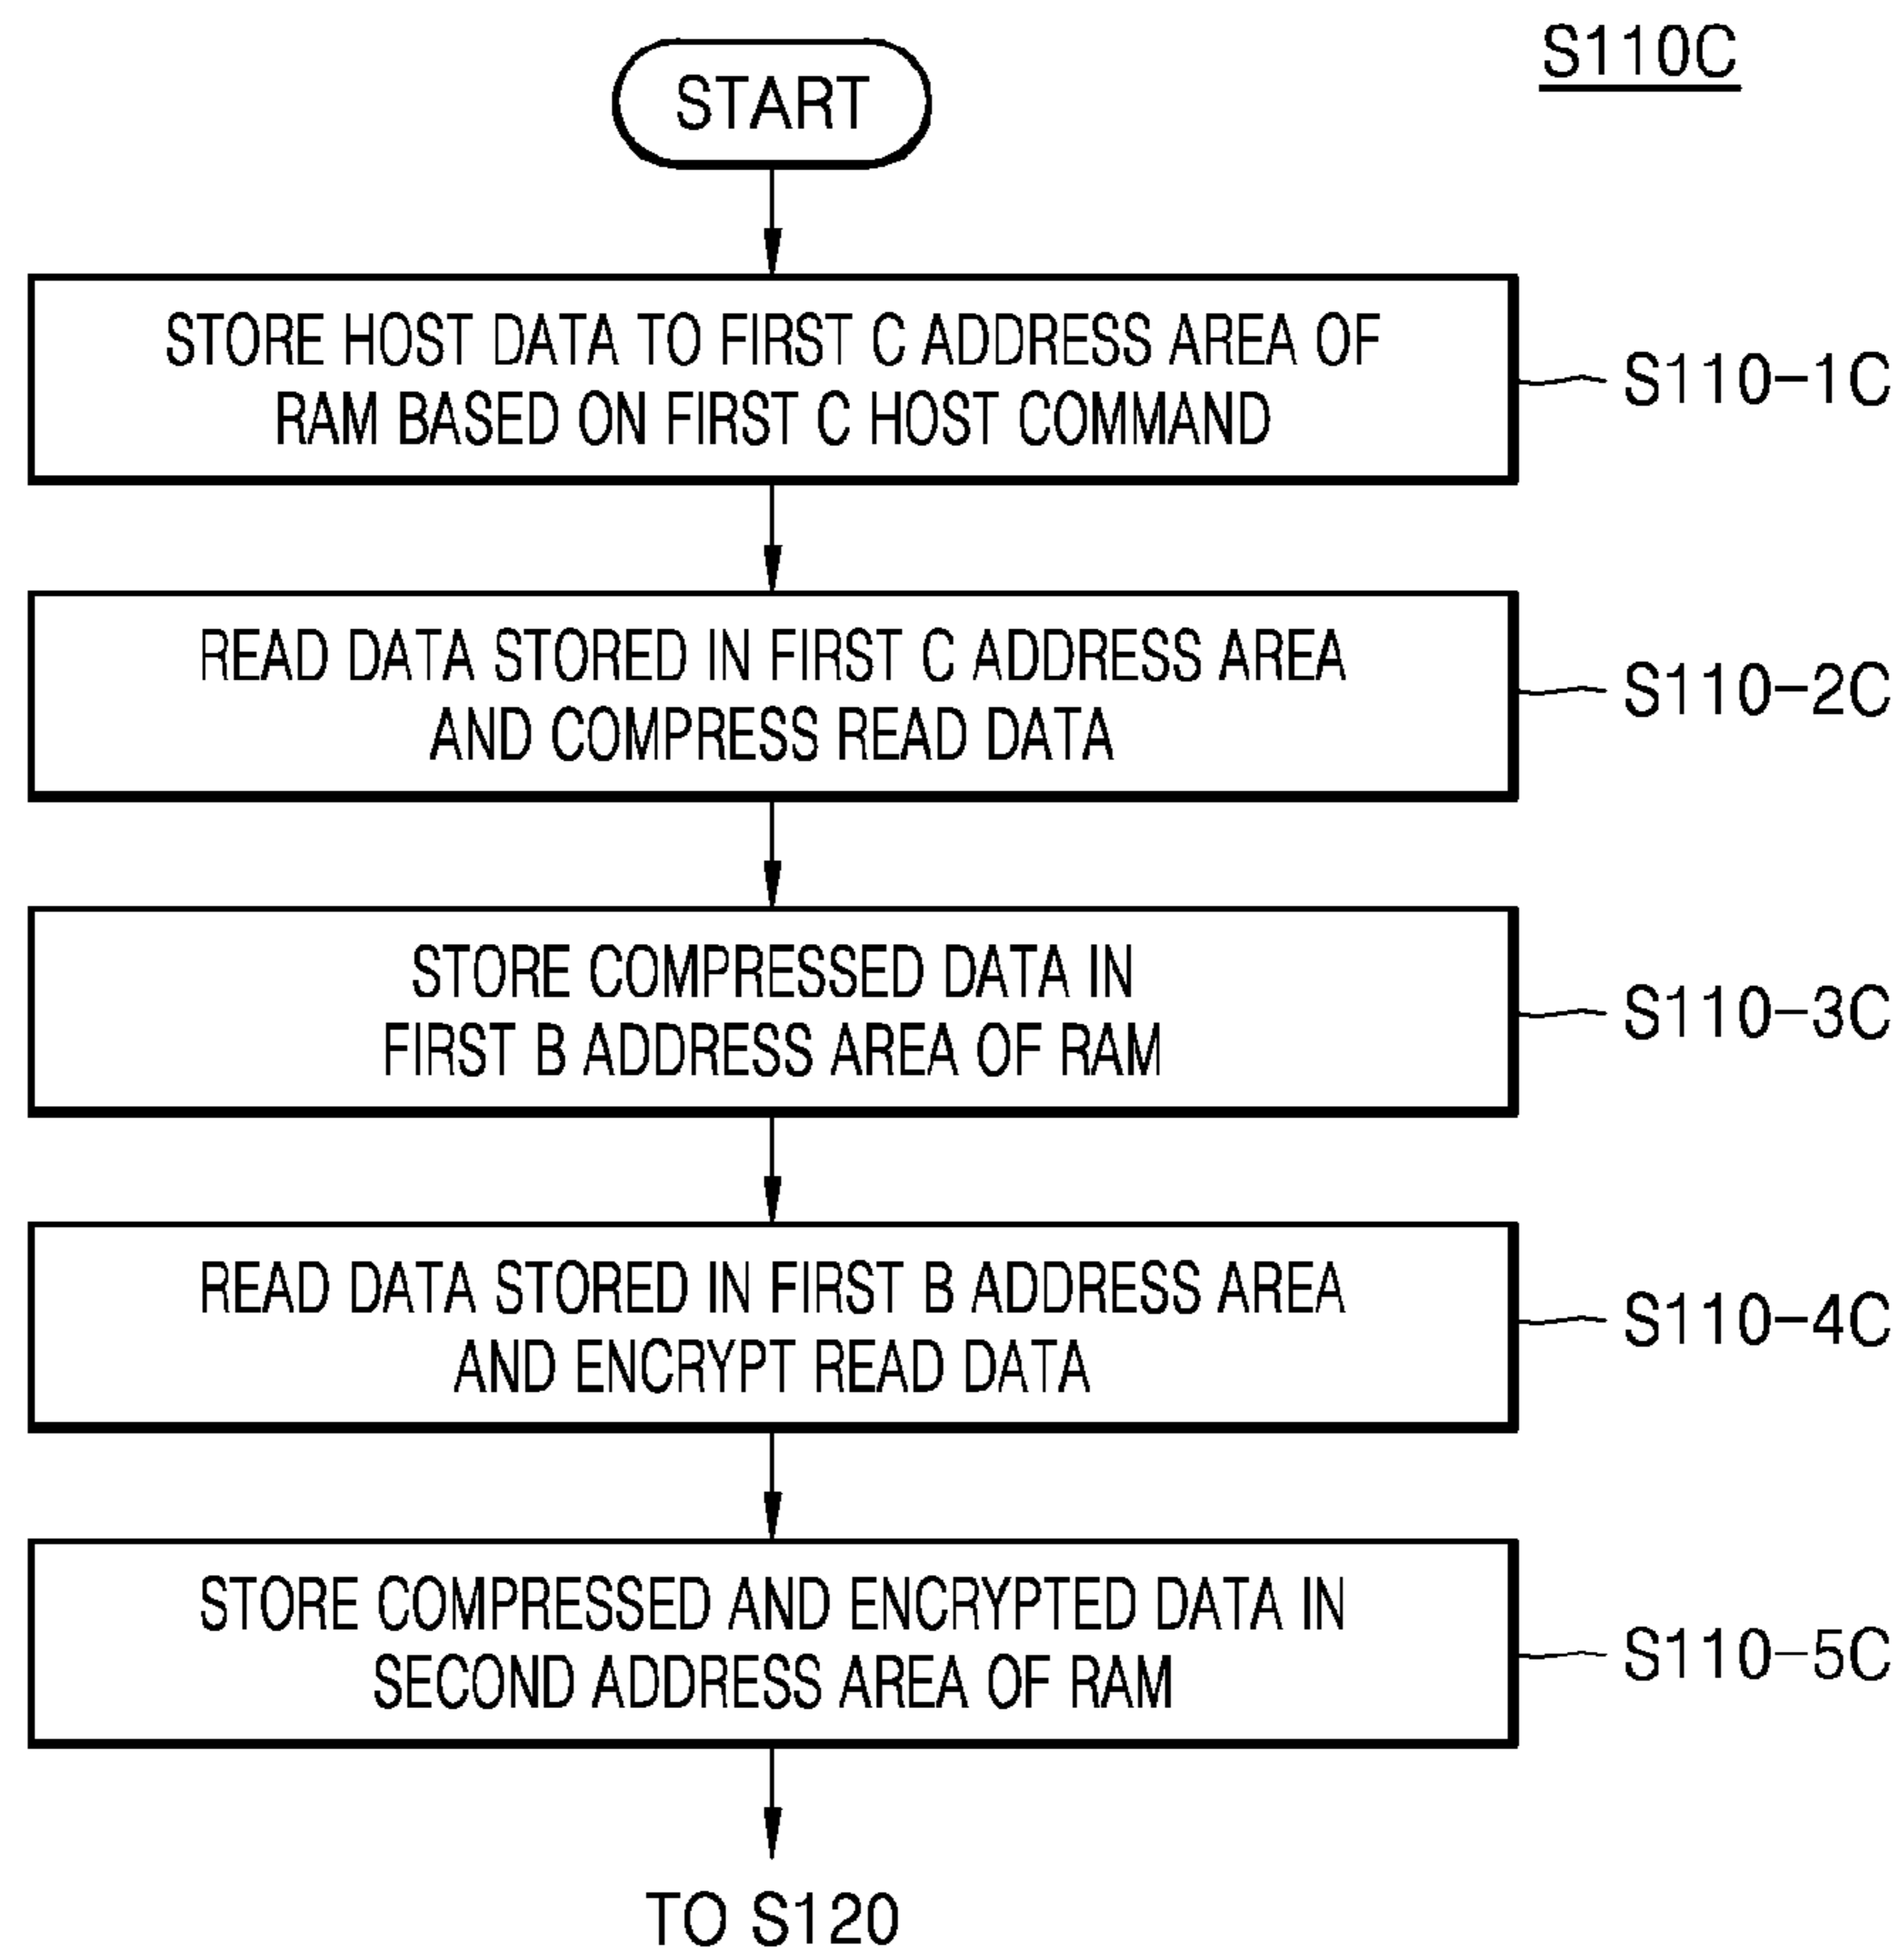 S110C
START
STORE HOST DATA TO FIRST C ADDRESS AREA OF
RAM BASED ON FIRST C HOST COMMAND
S110-1C
READ DATA STORED IN FIRST C ADDRESS AREA
AND COMPRESS READ DATA
S110-2C
STORE COMPRESSED DATA IN
FIRST B ADDRESS AREA OF RAM
S110-3C
READ DATA STORED IN FIRST B ADDRESS AREA
AND ENCRYPT READ DATA
S110-4C
STORE COMPRESSED AND ENCRYPTED DATA IN
SECOND ADDRESS AREA OF RAM
S110-5C
TO S120